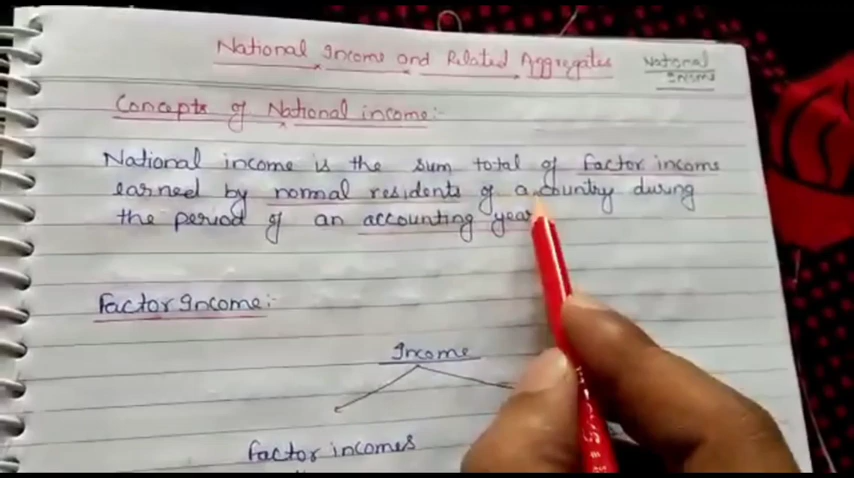 National Income and Related Aggregates
National
Income
Concepts of National income:-
National income is the sum total of factor income
earned by normal residents of a country during
the period of an accounting year
Factor Income:-
Income
Factor incomes